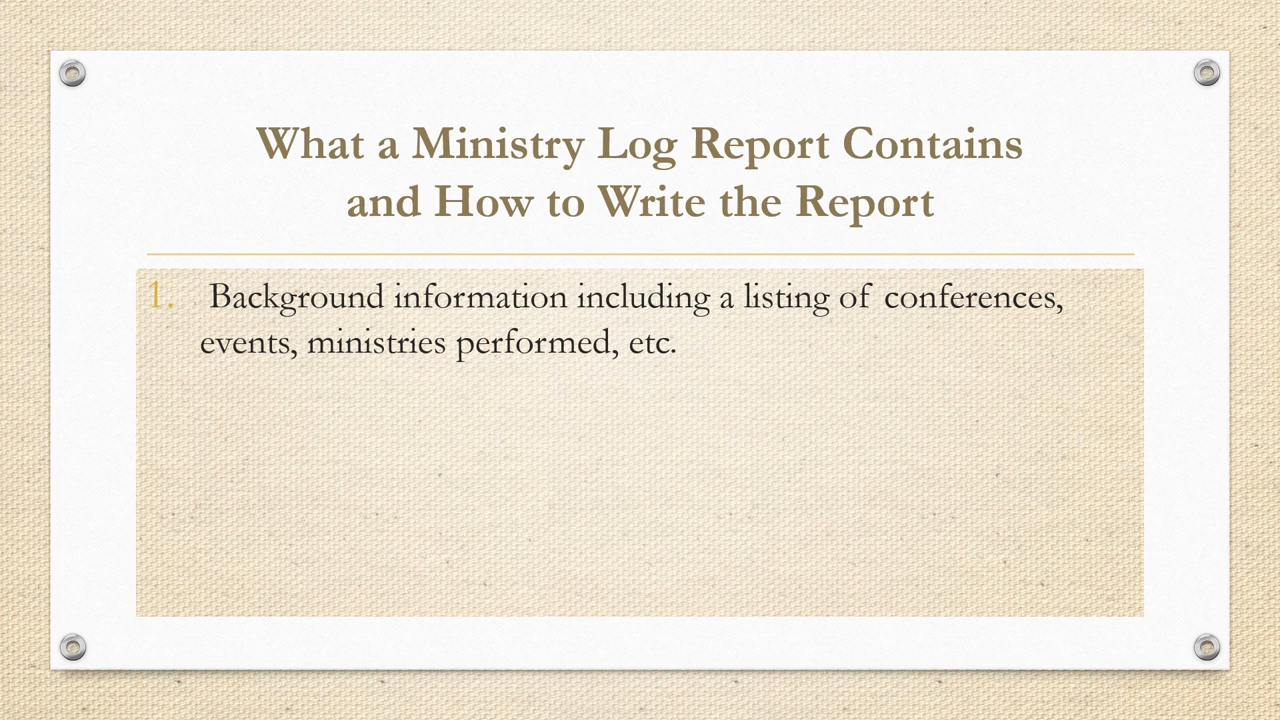 What a Ministry Log Report Contains
and How to Write the Report
1. Background information including a listing of conferences,
events, ministries performed, etc.